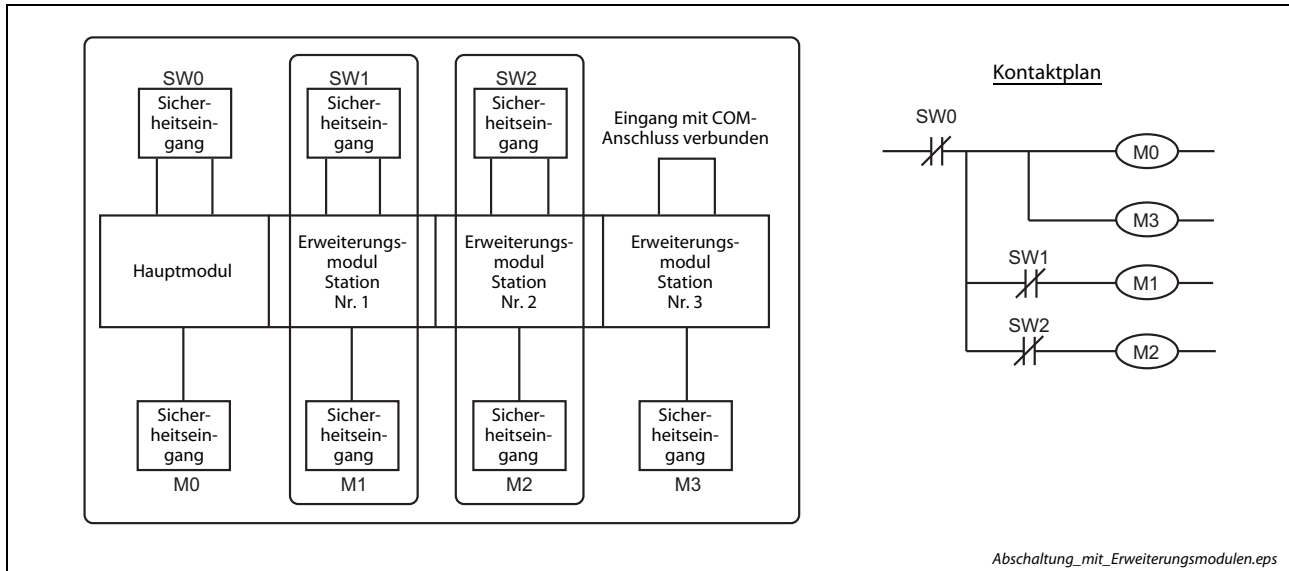 SW0
SW1
SW2
Sicher-
heitsein-
gang
Sicher-
heitsein-
gang
Sicher-
heitsein-
gang
Eingang mit COM-
Anschluss verbunden
Hauptmodul
Erweiterungs-
modul
Station
Nr. 1
Erweiterungs-
modul
Station
Nr. 2
Erweiterungs-
modul
Station
Nr. 3
Sicher-
heitsein-
gang
Sicher-
heitsein-
gang
Sicher-
heitsein-
gang
Sicher-
heitsein-
gang
M0
M1
M2
M3
Kontaktplan
SW0
M0
M3
SW1
M1
SW2
M2
Abschaltung_mit_Erweiterungsmodulen.eps